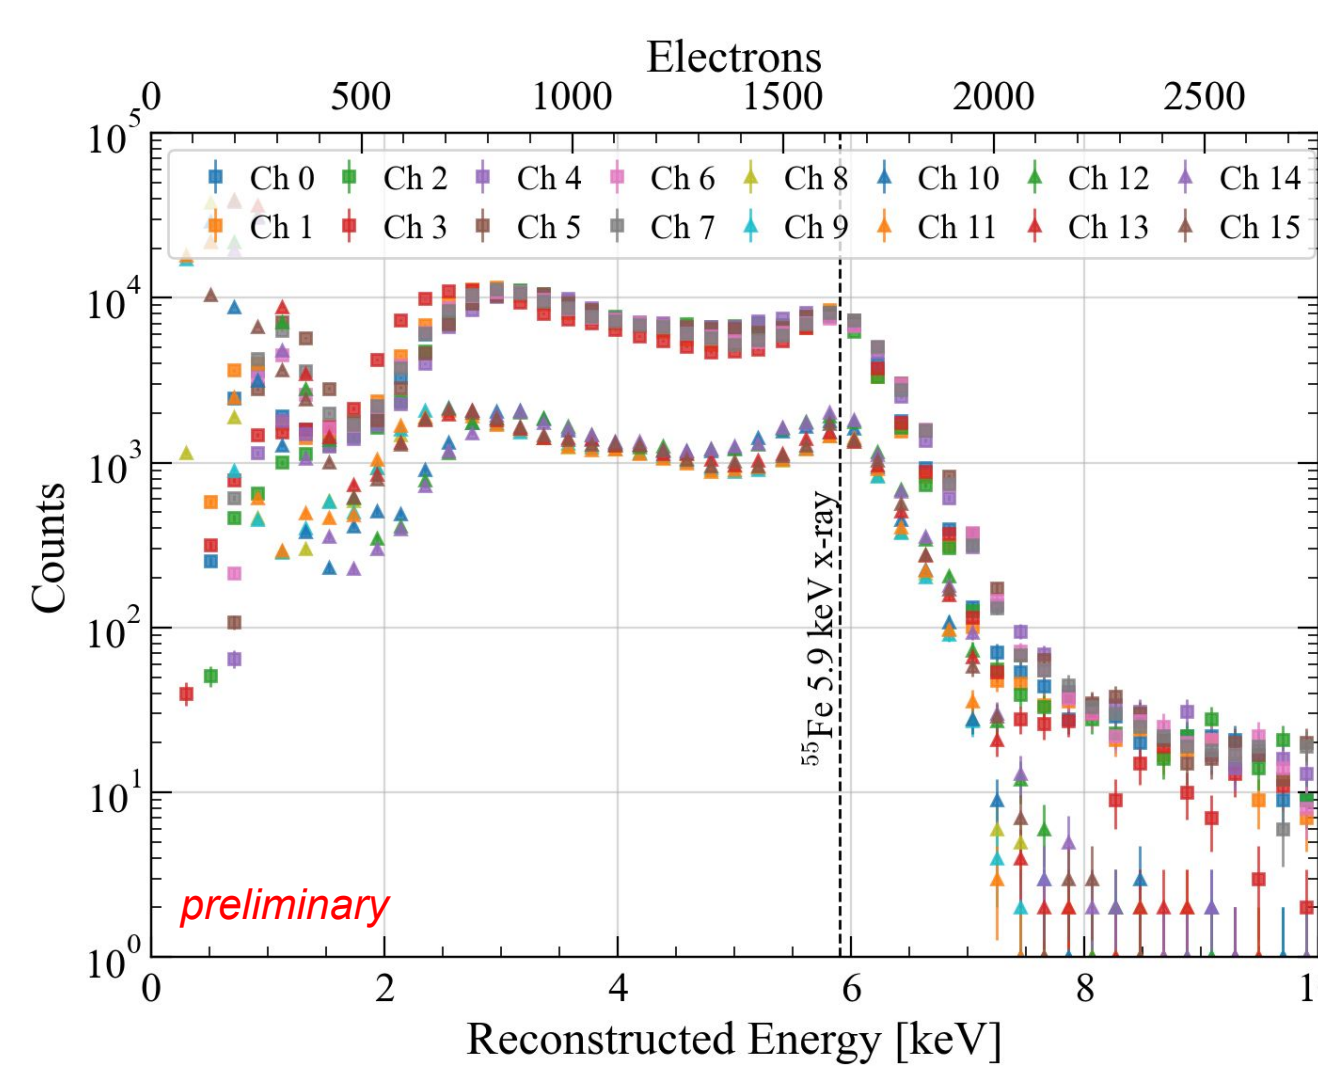 Electrons
0 500 1000 1500 2000 2500
10^5
Ch 0 Ch 2 Ch 4 Ch 6 Ch 8 Ch 10 Ch 12 Ch 14
Ch 1 Ch 3 Ch 5 Ch 7 Ch 9 Ch 11 Ch 13 Ch 15
10^4
10^3
10^2
10^1
10^0
Counts
55Fe 5.9 keV x-ray
preliminary
0 2 4 6 8 1
Reconstructed Energy [keV]